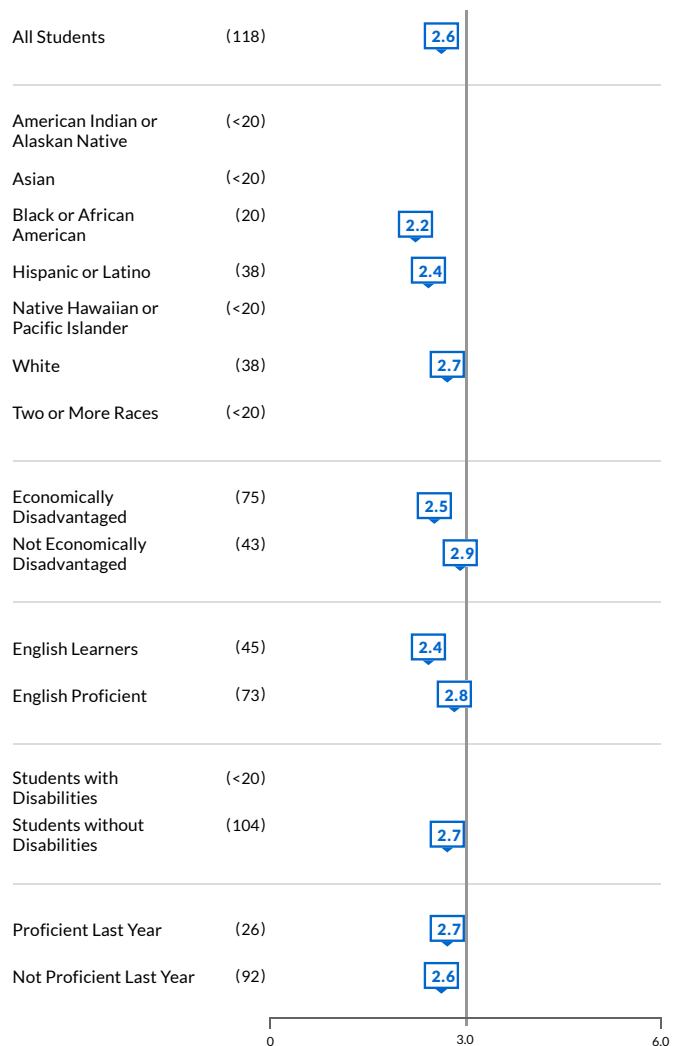 All Students (118) 2.6
American Indian or (<20)
Alaskan Native
Asian (<20)
Black or African (20) 2.2
American
Hispanic or Latino (38) 2.4
Native Hawaiian or (<20)
Pacific Islander
White (38) 2.7
Two or More Races (<20)
Economically (75) 2.5
Disadvantaged
Not Economically (43) 2.9
Disadvantaged
English Learners (45) 2.4
English Proficient (73) 2.8
Students with (<20)
Disabilities
Students without (104) 2.7
Disabilities
Proficient Last Year (26) 2.7
Not Proficient Last Year (92) 2.6
0 3.0 6.0